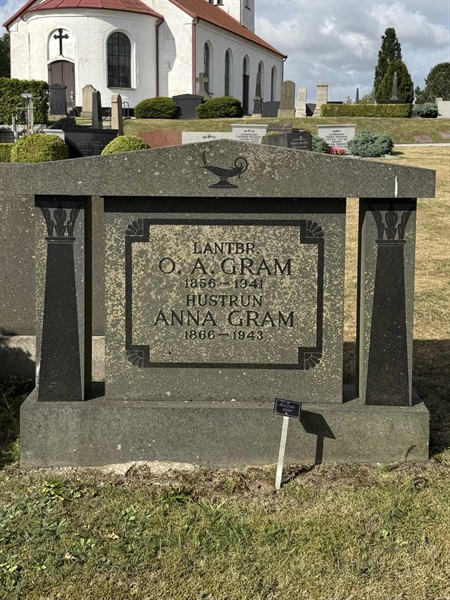 LANTBR.
O. A. GRAM
1856–1941
HUSTRUN
ANNA GRAM
1866–1943